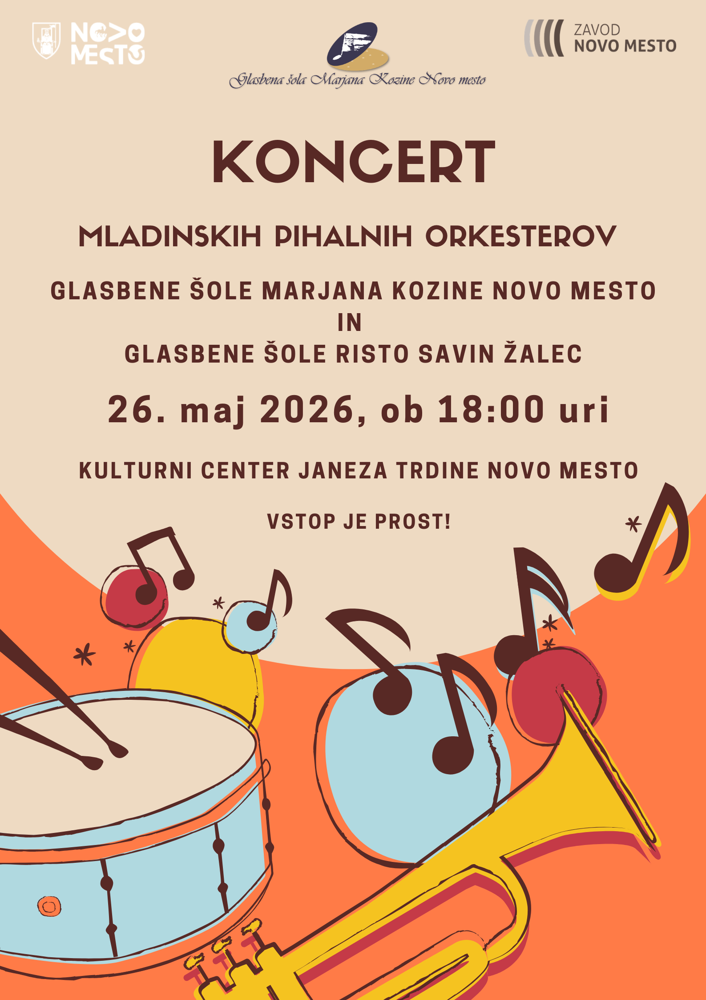 NOVO
MESTO
Glasbena šola Marjana Kozine Novo mesto
ZAVOD
NOVO MESTO
KONCERT
MLADINSKIH PIHALNIH ORKESTEROV
GLASBENE ŠOLE MARJANA KOZINE NOVO MESTO
IN
GLASBENE ŠOLE RISTO SAVIN ŽALEC
26. maj 2026, ob 18:00 uri
KULTURNI CENTER JANEZA TRDINE NOVO MESTO
VSTOP JE PROST!